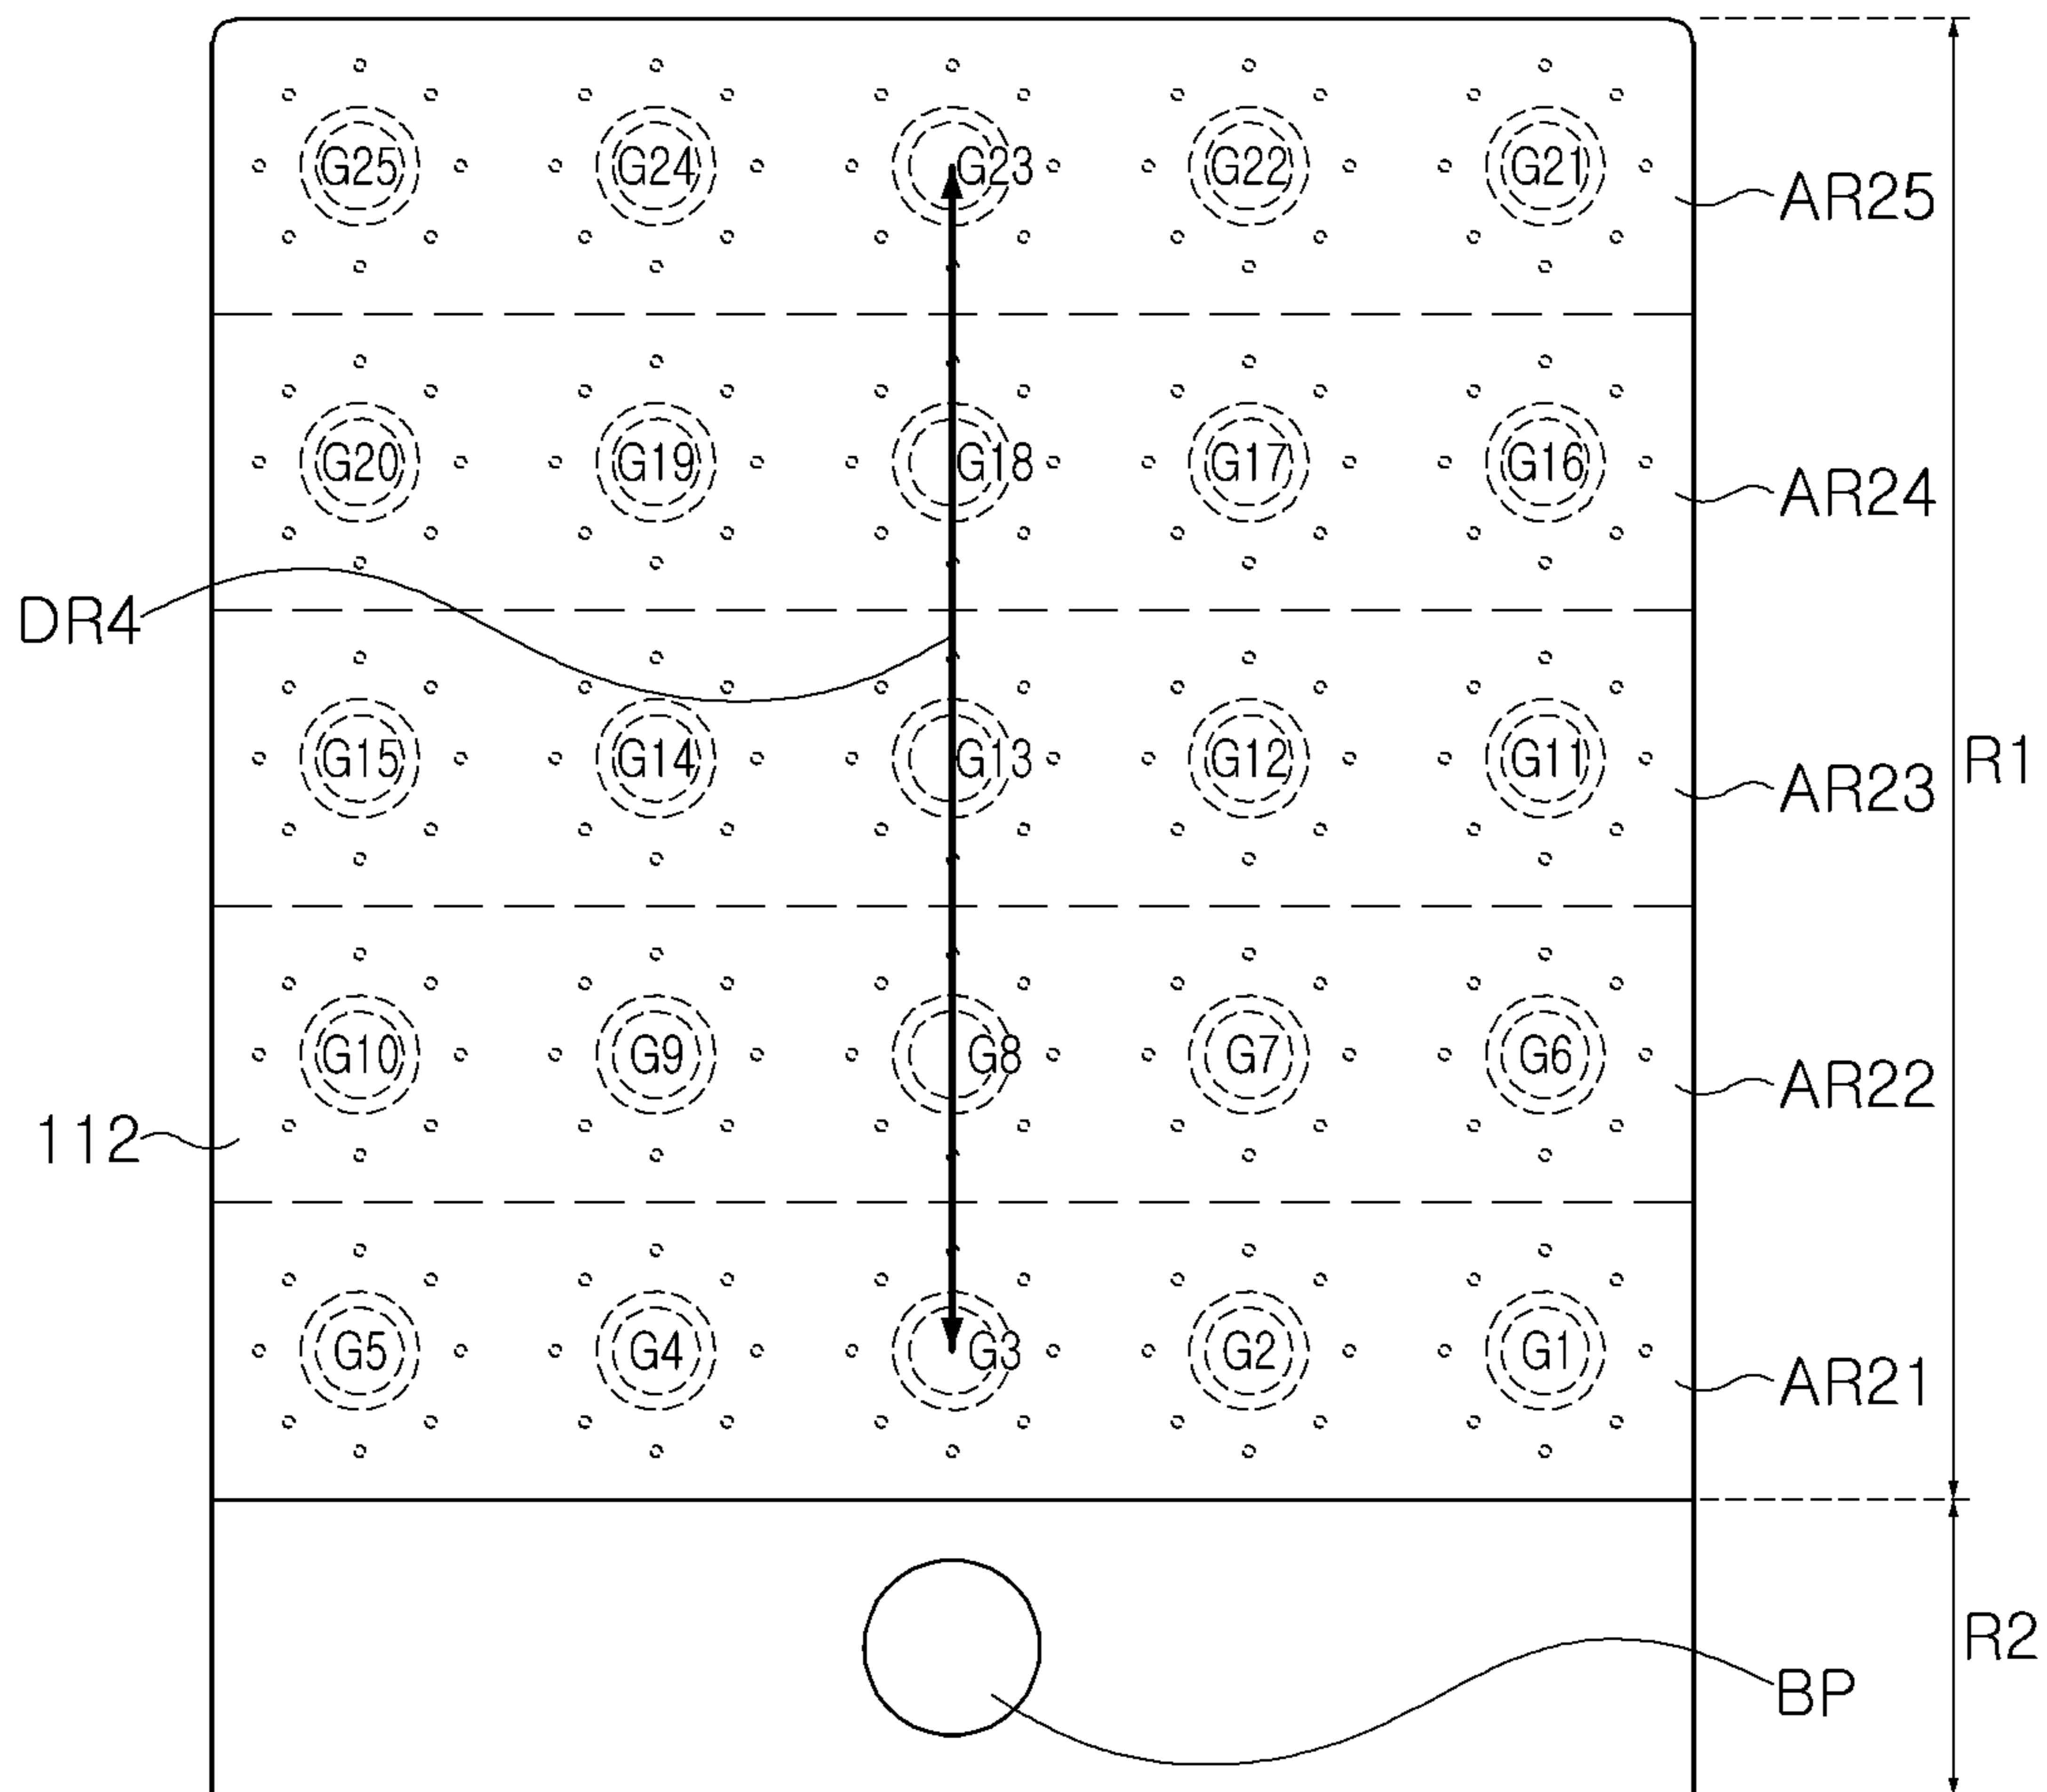 G25 G24 G23 G22 G21 AR25
G20 G19 G18 G17 G16 AR24
DR4
G15 G14 G13 G12 G11 AR23 R1
G10 G9 G8 G7 G6 AR22
112
G5 G4 G3 G2 G1 AR21
R2
BP